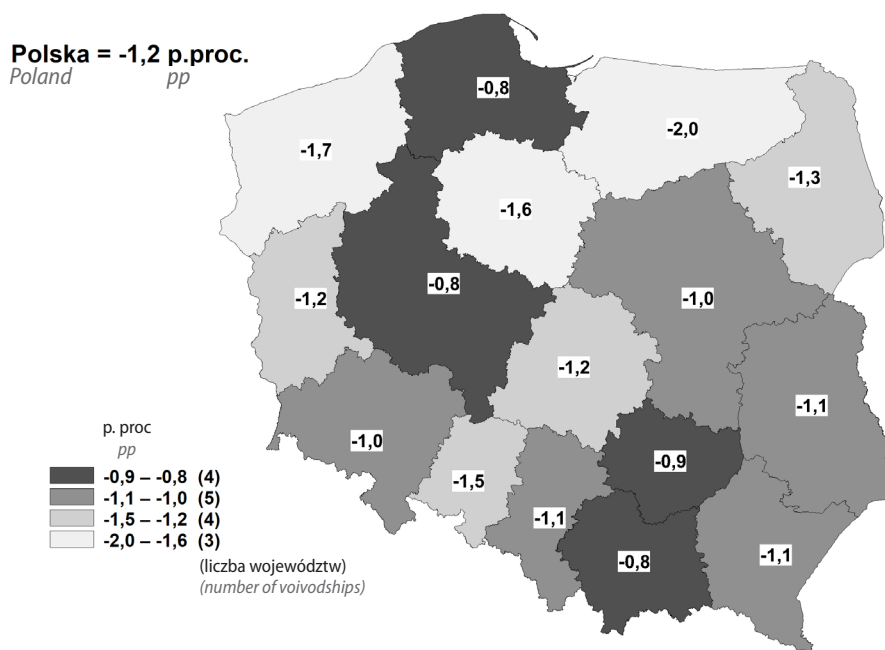 Polska = -1,2 p.proc.
Poland pp
-0,8
-2,0
-1,7
-1,3
-1,6
-0,8
-1,2
-1,0
-1,2
-1,1
-1,0
-0,9
-1,5
-1,1
-1,1
-0,8
p. proc
pp
-0,9 – -0,8 (4)
-1,1 – -1,0 (5)
-1,5 – -1,2 (4)
-2,0 – -1,6 (3)
(liczba województw)
(number of voivodships)